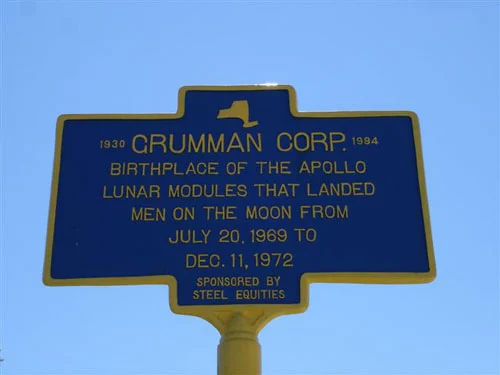 1930 GRUMMAN CORP. 1994
BIRTHPLACE OF THE APOLLO
LUNAR MODULES THAT LANDED
MEN ON THE MOON FROM
JULY 20, 1969 TO
DEC. 11, 1972
SPONSORED BY
STEEL EQUITIES